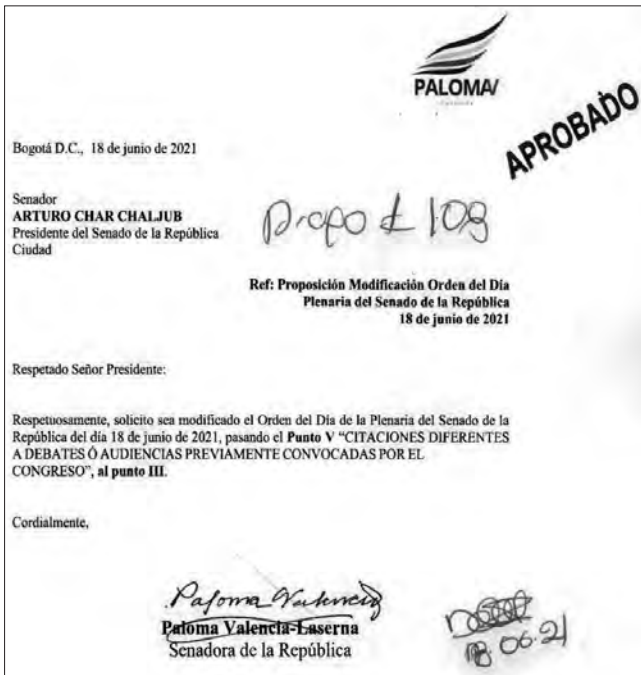 PALOMA
APROBADO
Bogotá D.C., 18 de junio de 2021
Senador
ARTURO CHAR CHALJUB
Presidente del Senado de la República
Ciudad
Propo # 108
Ref: Proposición Modificación Orden del Día
Plenaria del Senado de la República
18 de junio de 2021
Respetado Señor Presidente:
Respetuosamente, solicito sea modificado el Orden del Día de la Plenaria del Senado de la
República del día 18 de junio de 2021, pasando el Punto V “CITACIONES DIFERENTES
A DEBATES Ó AUDIENCIAS PREVIAMENTE CONVOCADAS POR EL
CONGRESO”, al punto III.
Cordialmente,
Paloma Valencia
Paloma Valencia-Laserna
Senadora de la República
18.06.21